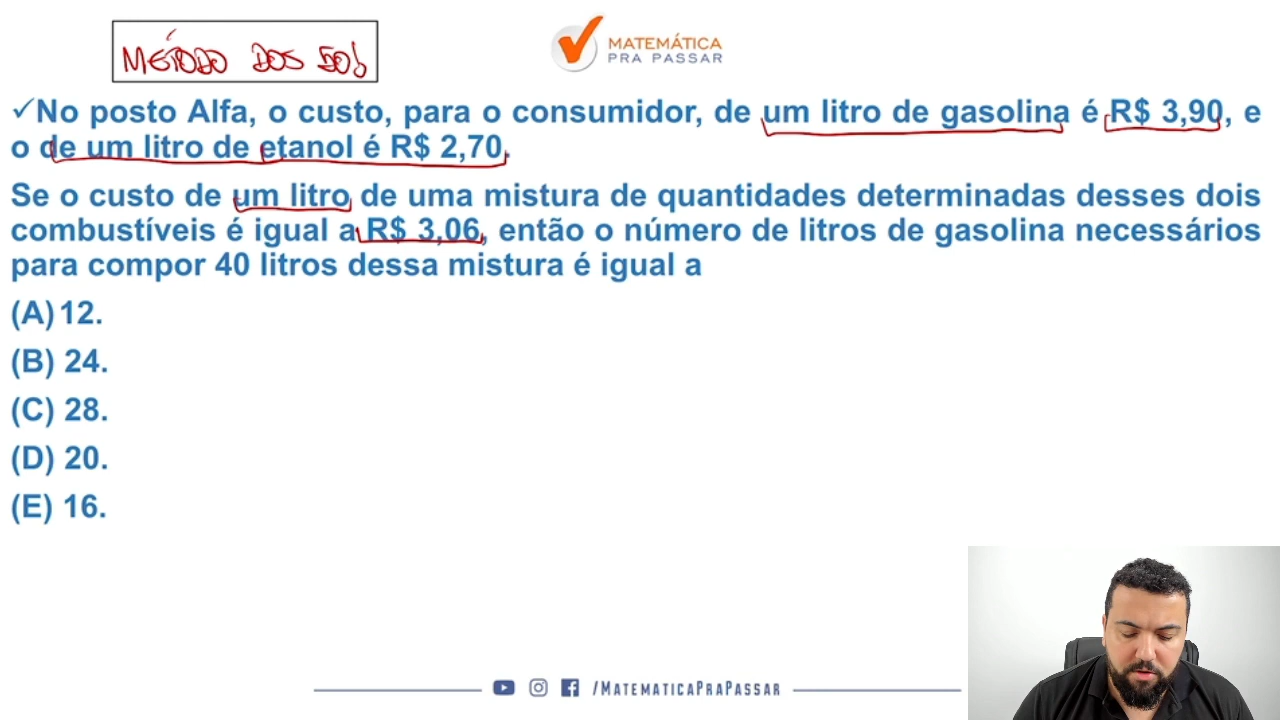 MÉTODO DOS 50!
MATEMÁTICA
PRA PASSAR
✓No posto Alfa, o custo, para o consumidor, de um litro de gasolina é R$ 3,90, e
o de um litro de etanol é R$ 2,70.
Se o custo de um litro de uma mistura de quantidades determinadas desses dois
combustíveis é igual a R$ 3,06, então o número de litros de gasolina necessários
para compor 40 litros dessa mistura é igual a
(A) 12.
(B) 24.
(C) 28.
(D) 20.
(E) 16.
/MATEMATICAPRAPASSAR